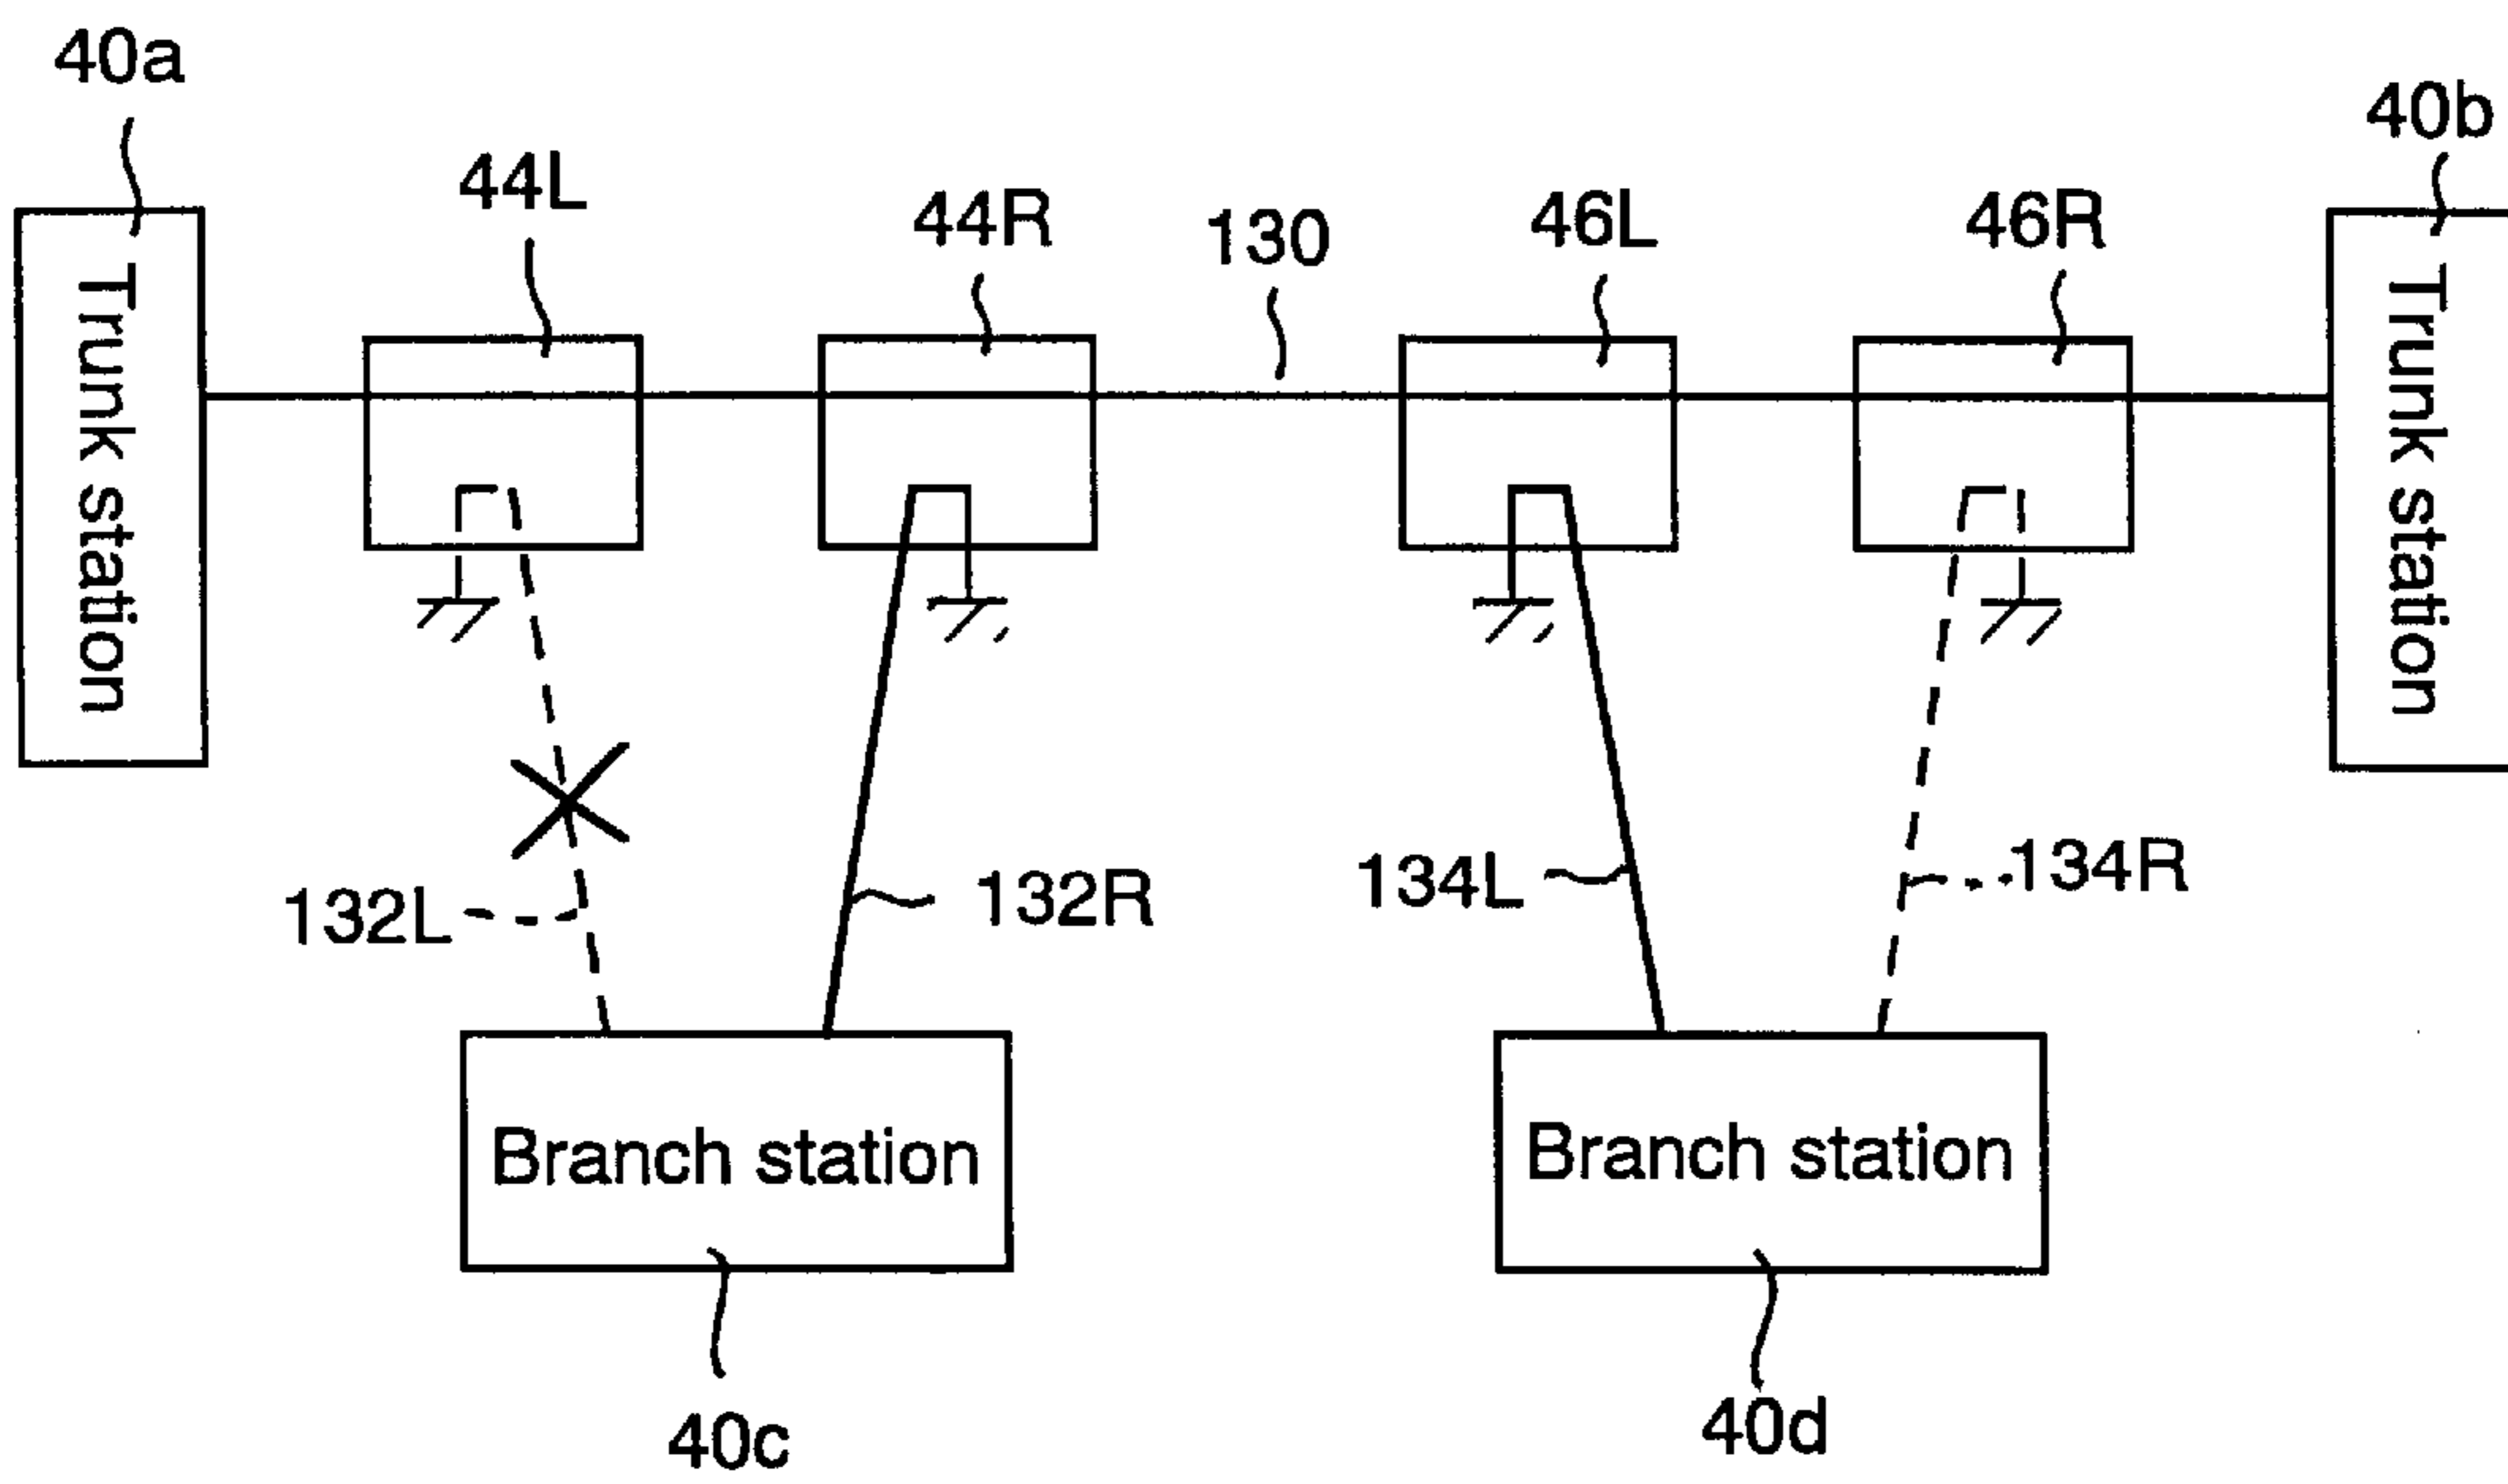 40a
40b
44L
44R
130
46L
46R
Trunk station
Trunk station
132L
132R
134L
134R
Branch station
Branch station
40c
40d